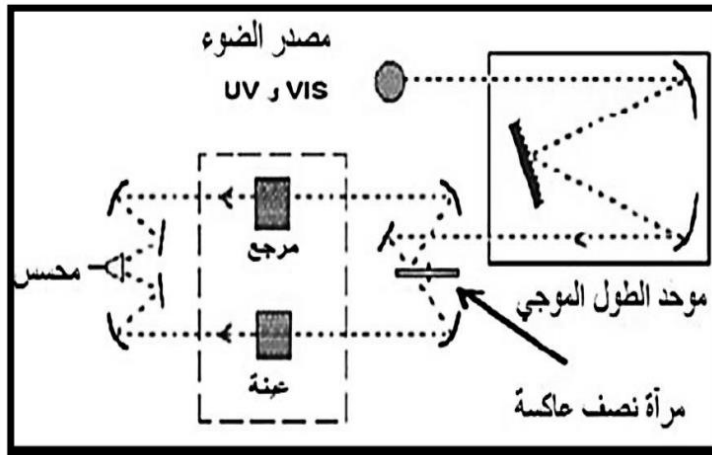 مصدر الضوء
UV و VIS
مرجع
محسس
موحد الطول الموجي
عينة
مرآة نصف عاكسة